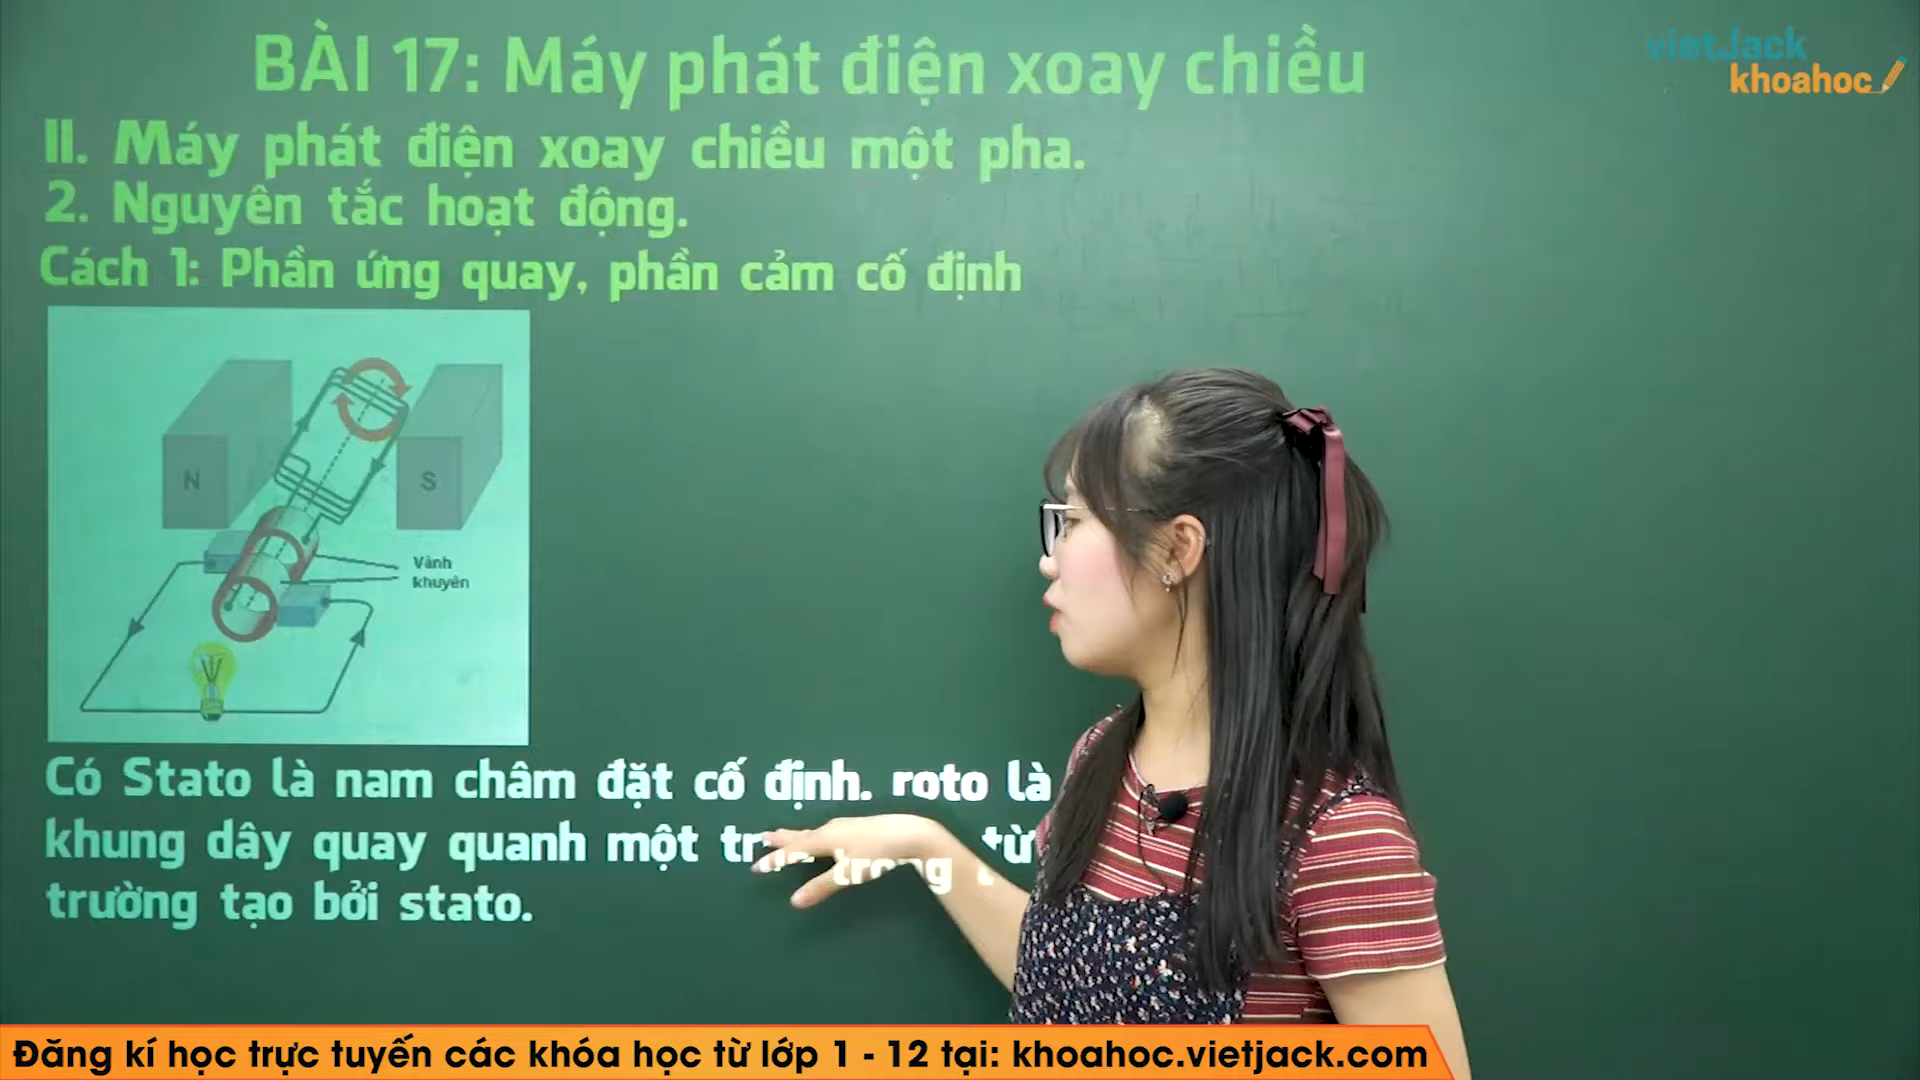 BÀI 17: Máy phát điện xoay chiều
vietJack
khoahoc
II. Máy phát điện xoay chiều một pha.
2. Nguyên tắc hoạt động.
Cách 1: Phần ứng quay, phần cảm cố định
N
S
Vành
khuyên
Có Stato là nam châm đặt cố định. roto là
khung dây quay quanh một trục trong từ
trường tạo bởi stato.
Đăng kí học trực tuyến các khóa học từ lớp 1 - 12 tại: khoahoc.vietjack.com